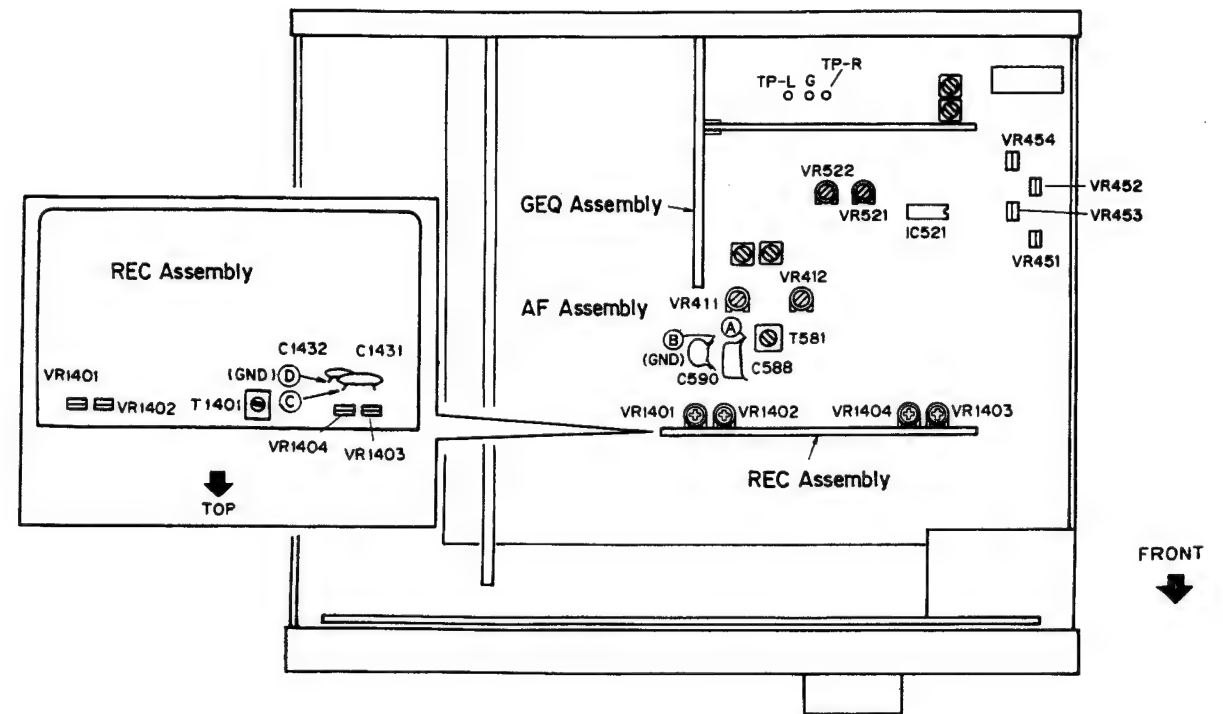 TP-R
TP-L G
VR454
VR522
VR452
GEQ Assembly
VR521
VR453
IC521
VR451
REC Assembly
VR412
AF Assembly
VR411
A
B
T581
(GND)
C1432 C1431
C590 C588
(GND) D
VR1401
VR1402
T1401 C
VR1401 VR1402 VR1404 VR1403
VR1404 VR1403
REC Assembly
TOP
FRONT